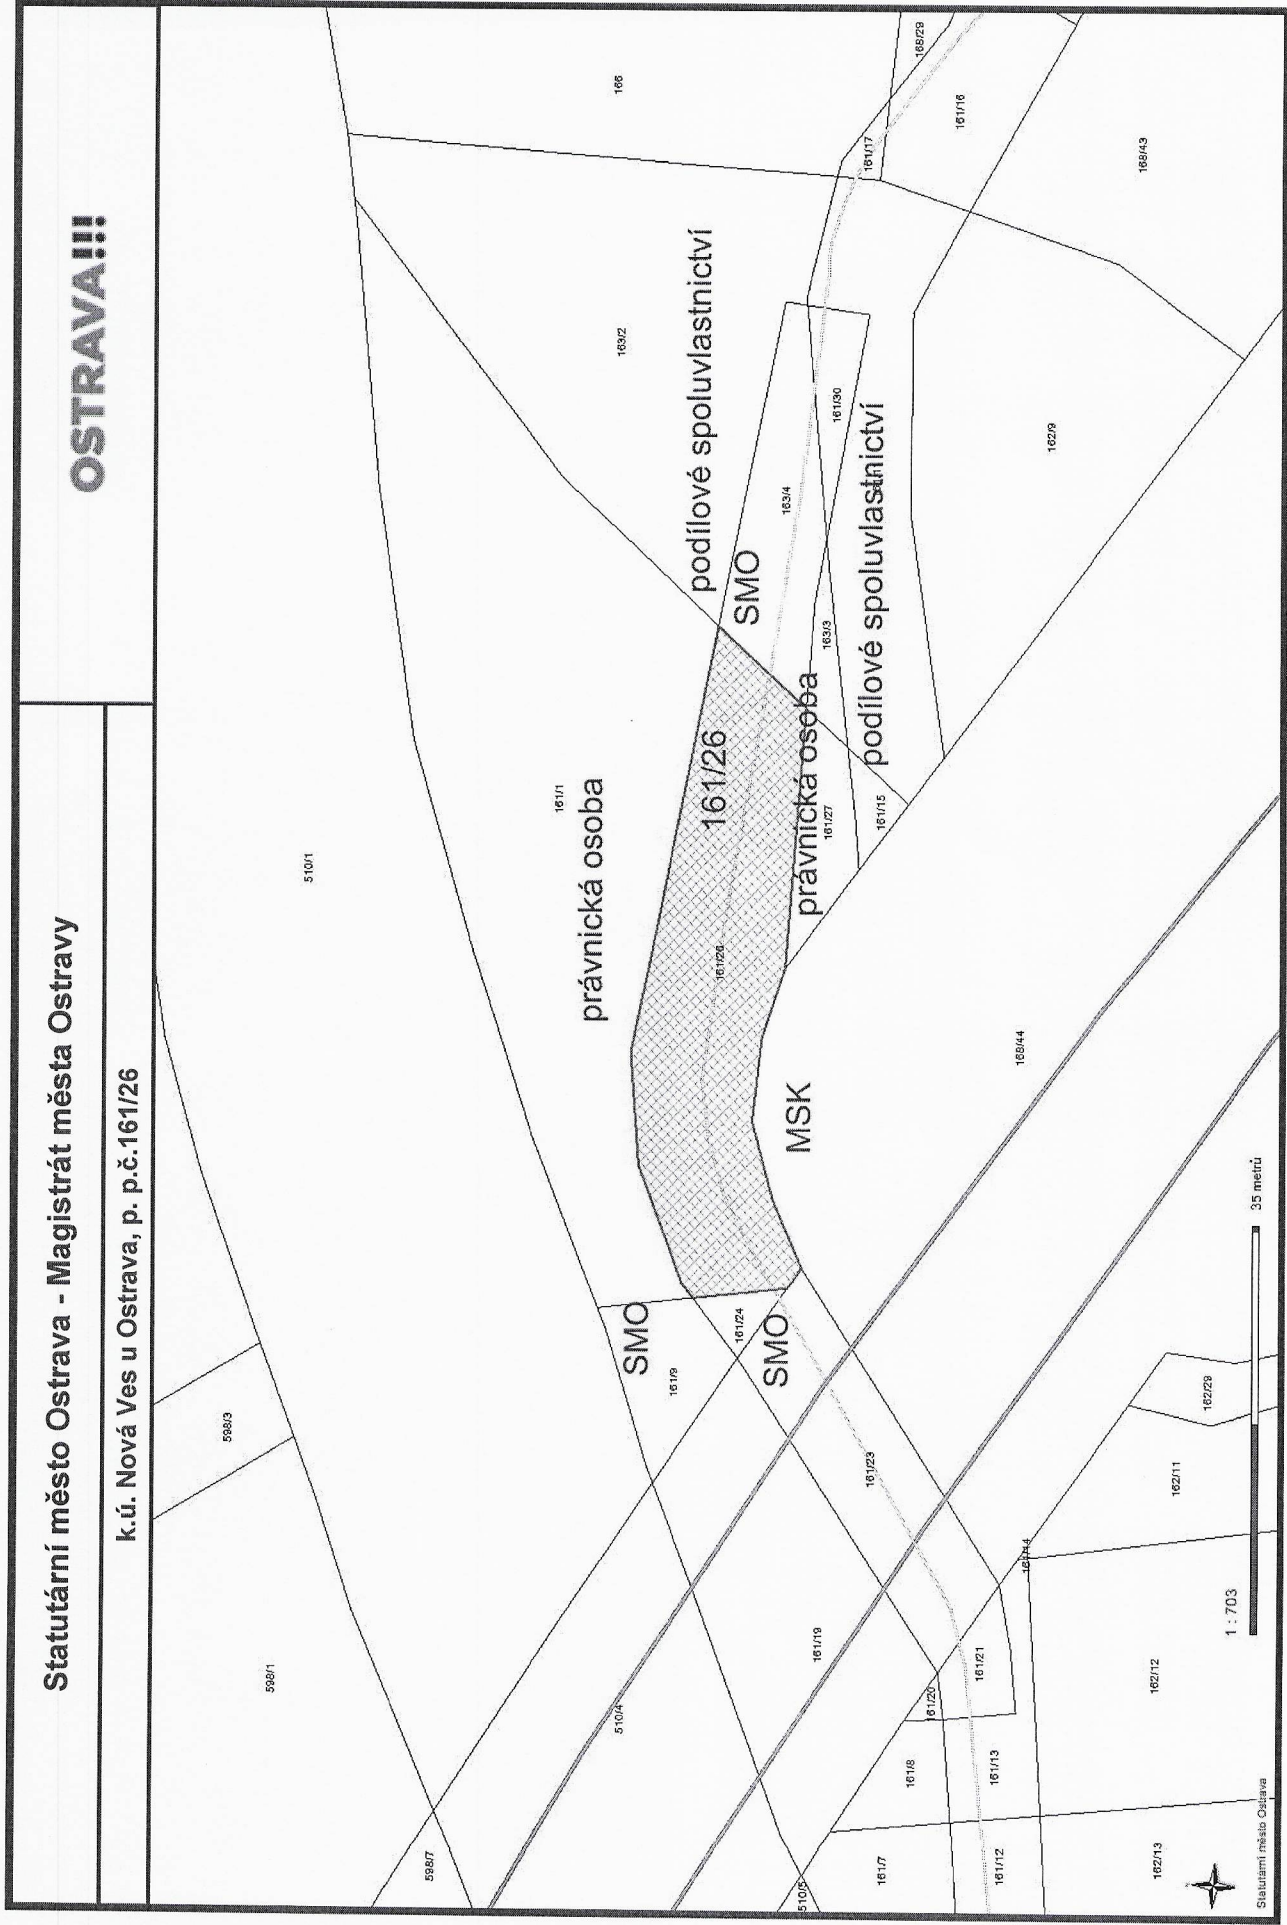 Statutární město Ostrava - Magistrát města Ostravy
k.ú. Nová Ves u Ostrava, p. p.č.161/26
OSTRAVA!!!
598/1
598/3
598/7
510/1
510/4
510/5
161/1
právnická osoba
166
163/2
podílové spoluvlastnictví
SMO
168/29
161/17
161/16
168/43
161/30
163/4
163/3
podílové spoluvlastnictví
162/9
161/26
161/26
právnická osoba
161/27
161/15
MSK
168/44
SMO
161/9
161/24
SMO
161/23
161/19
161/20
161/21
161/8
161/13
161/7
161/12
161/14
162/29
162/11
162/12
162/13
1 : 703
35 metrů
Statutární město Ostrava